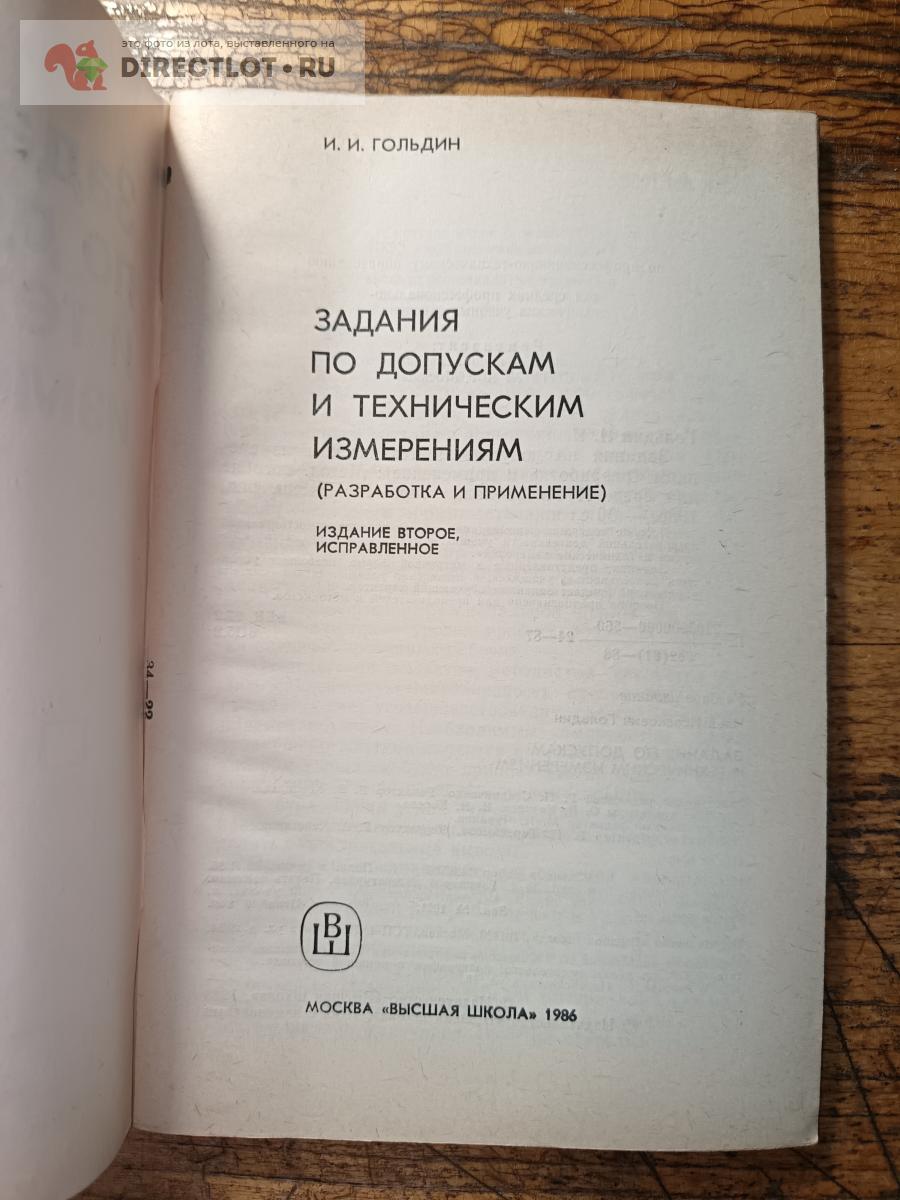 это фото из лота, выставленного на
DIRECTLOT.RU
И. И. ГОЛЬДИН
ЗАДАНИЯ
ПО ДОПУСКАМ
И ТЕХНИЧЕСКИМ
ИЗМЕРЕНИЯМ
(РАЗРАБОТКА И ПРИМЕНЕНИЕ)
ИЗДАНИЕ ВТОРОЕ,
ИСПРАВЛЕННОЕ
ВШ
МОСКВА «ВЫСШАЯ ШКОЛА» 1986